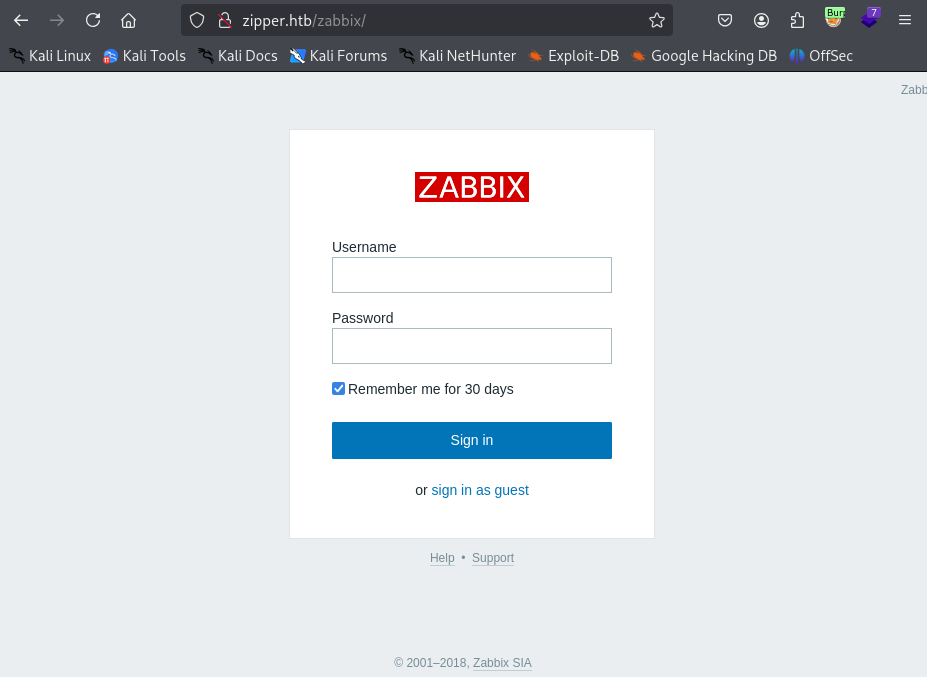 zipper.htb/zabbix/
Burp 7
Kali Linux Kali Tools Kali Docs Kali Forums Kali NetHunter Exploit-DB Google Hacking DB OffSec
Zabb
ZABBIX
Username
Password
Remember me for 30 days
Sign in
or sign in as guest
Help • Support
© 2001–2018, Zabbix SIA